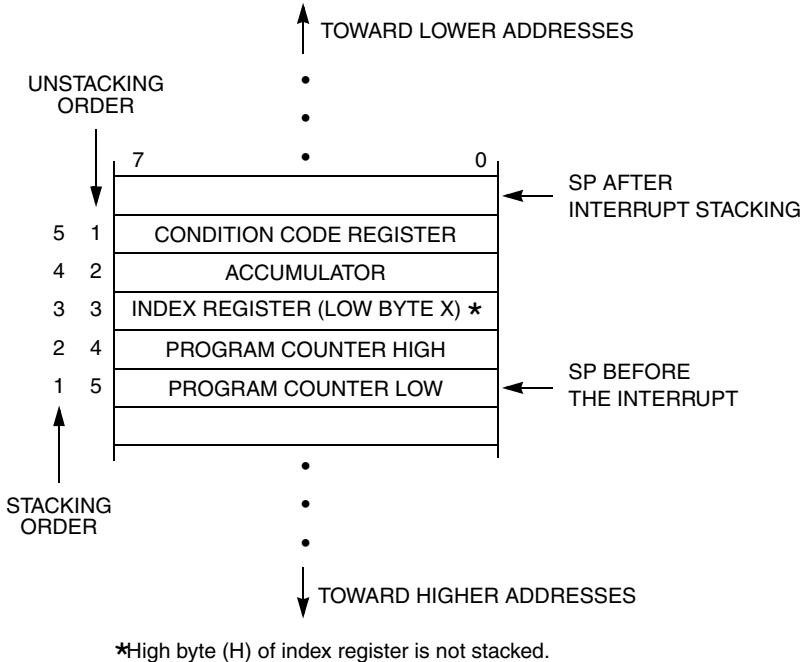 TOWARD LOWER ADDRESSES
UNSTACKING
ORDER
7 0
SP AFTER
INTERRUPT STACKING
5 1 CONDITION CODE REGISTER
4 2 ACCUMULATOR
3 3 INDEX REGISTER (LOW BYTE X) *
2 4 PROGRAM COUNTER HIGH
1 5 PROGRAM COUNTER LOW
SP BEFORE
THE INTERRUPT
STACKING
ORDER
TOWARD HIGHER ADDRESSES
*High byte (H) of index register is not stacked.